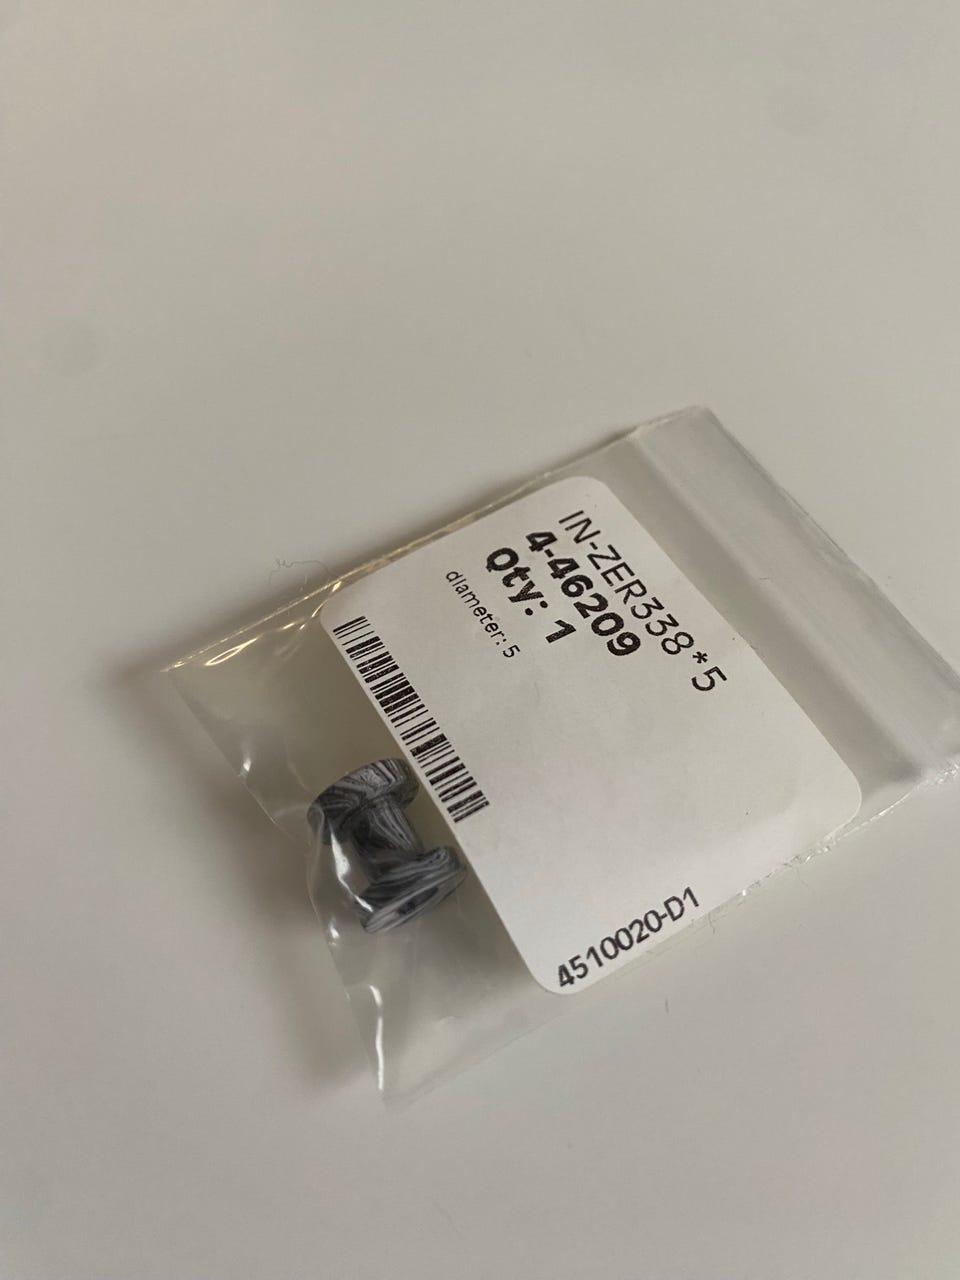 IN-ZER338*5
4-46209
Qty: 1
diameter:5
4510020-D1